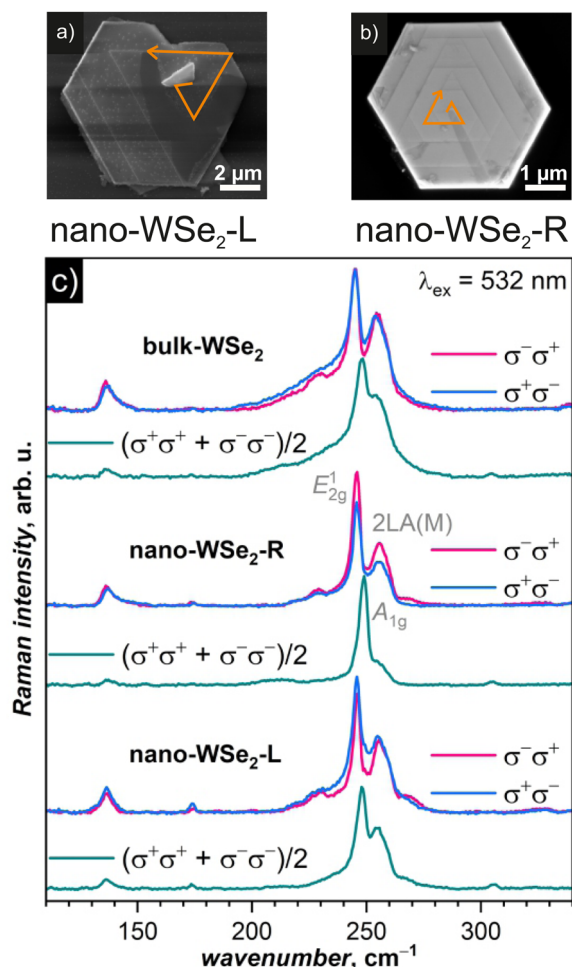 a)
2 µm
b)
1 µm
nano-WSe₂-L
nano-WSe₂-R
c)
λex = 532 nm
bulk-WSe₂
σ⁻σ⁺
σ⁺σ⁻
(σ⁺σ⁺ + σ⁻σ⁻)/2
E¹2g
2LA(M)
nano-WSe₂-R
σ⁻σ⁺
σ⁺σ⁻
A1g
(σ⁺σ⁺ + σ⁻σ⁻)/2
nano-WSe₂-L
σ⁻σ⁺
σ⁺σ⁻
(σ⁺σ⁺ + σ⁻σ⁻)/2
Raman intensity, arb. u.
150 200 250 300
wavenumber, cm⁻¹